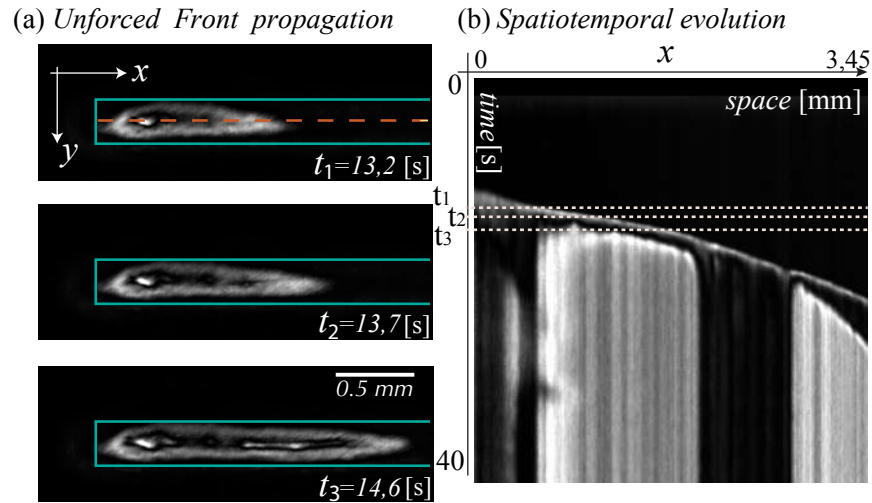 (a) Unforced Front propagation
x
y
t1=13,2 [s]
t2=13,7 [s]
0.5 mm
t3=14,6 [s]
(b) Spatiotemporal evolution
0 x 3,45
0
space [mm]
time [s]
t1
t2
t3
40